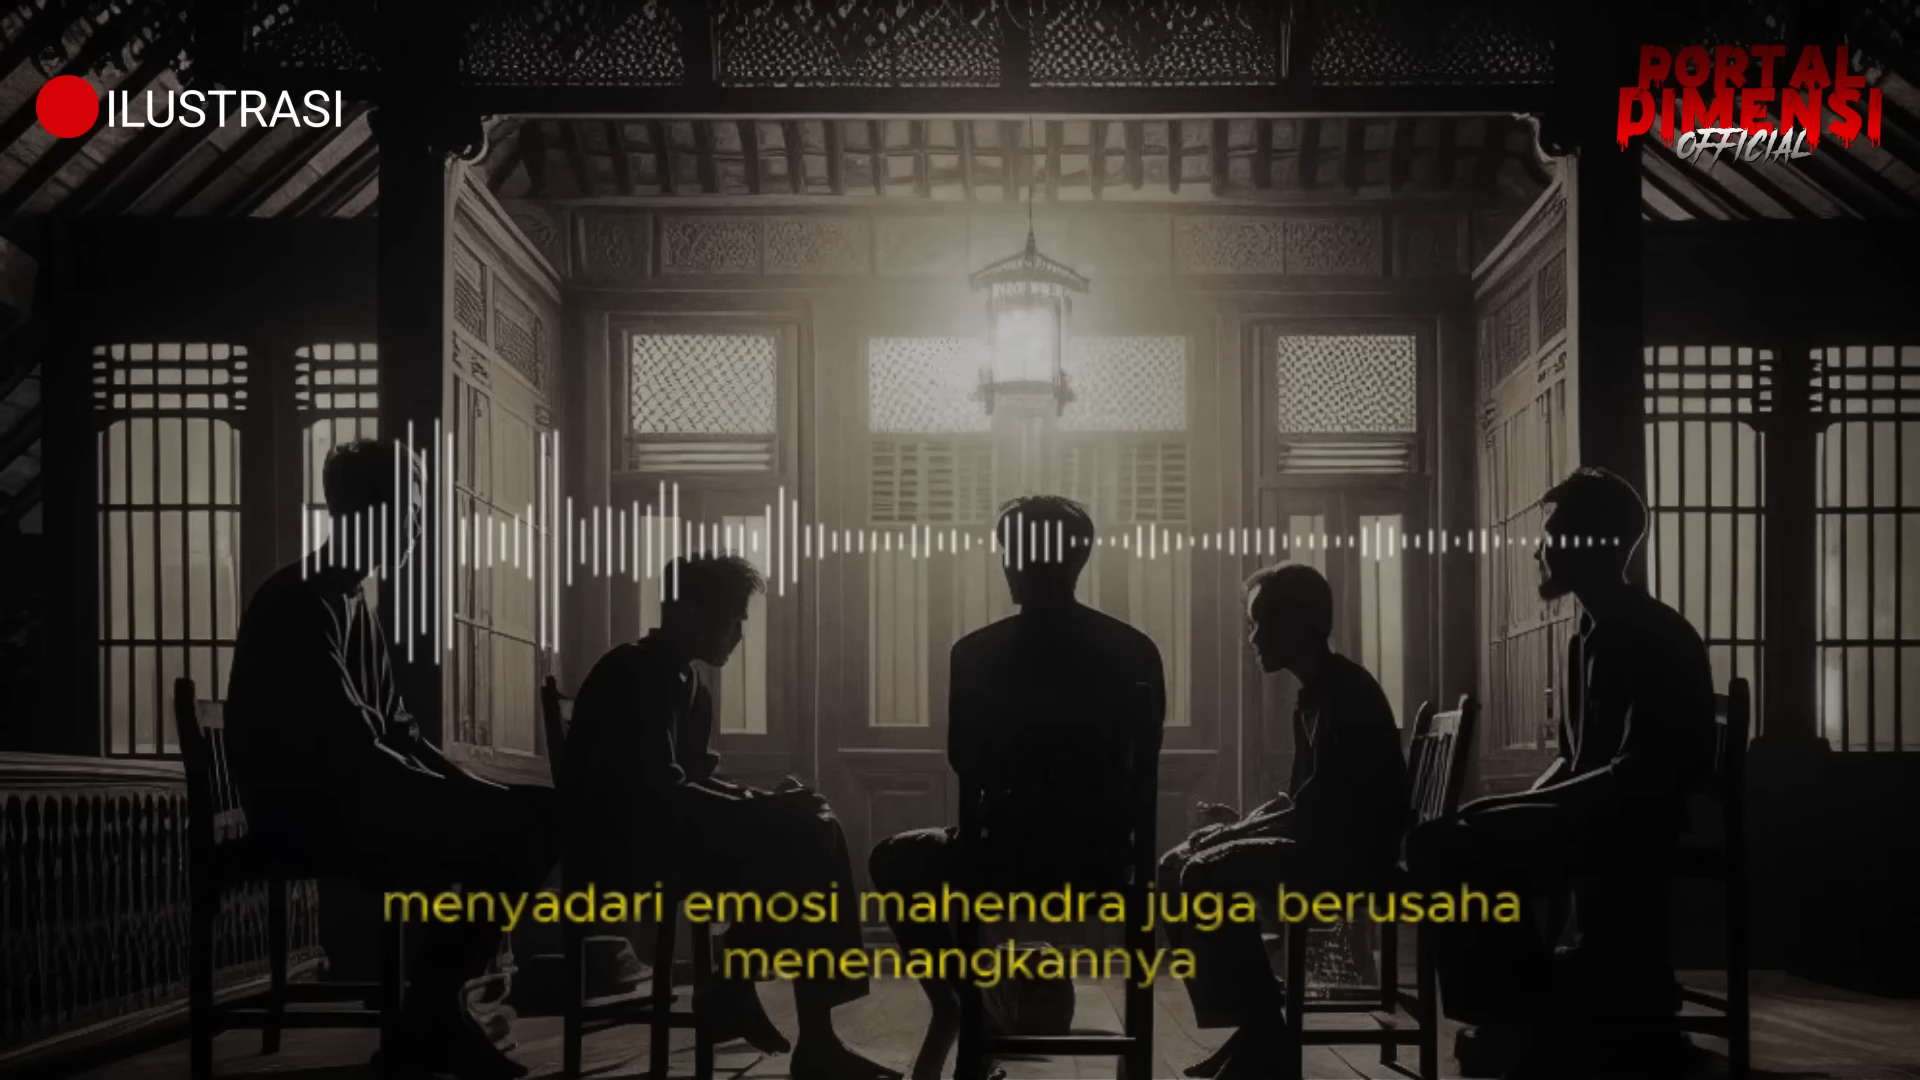 ILUSTRASI
PORTAL
DIMENSI
OFFICIAL
menyadari emosi mahendra juga berusaha
menenangkannya